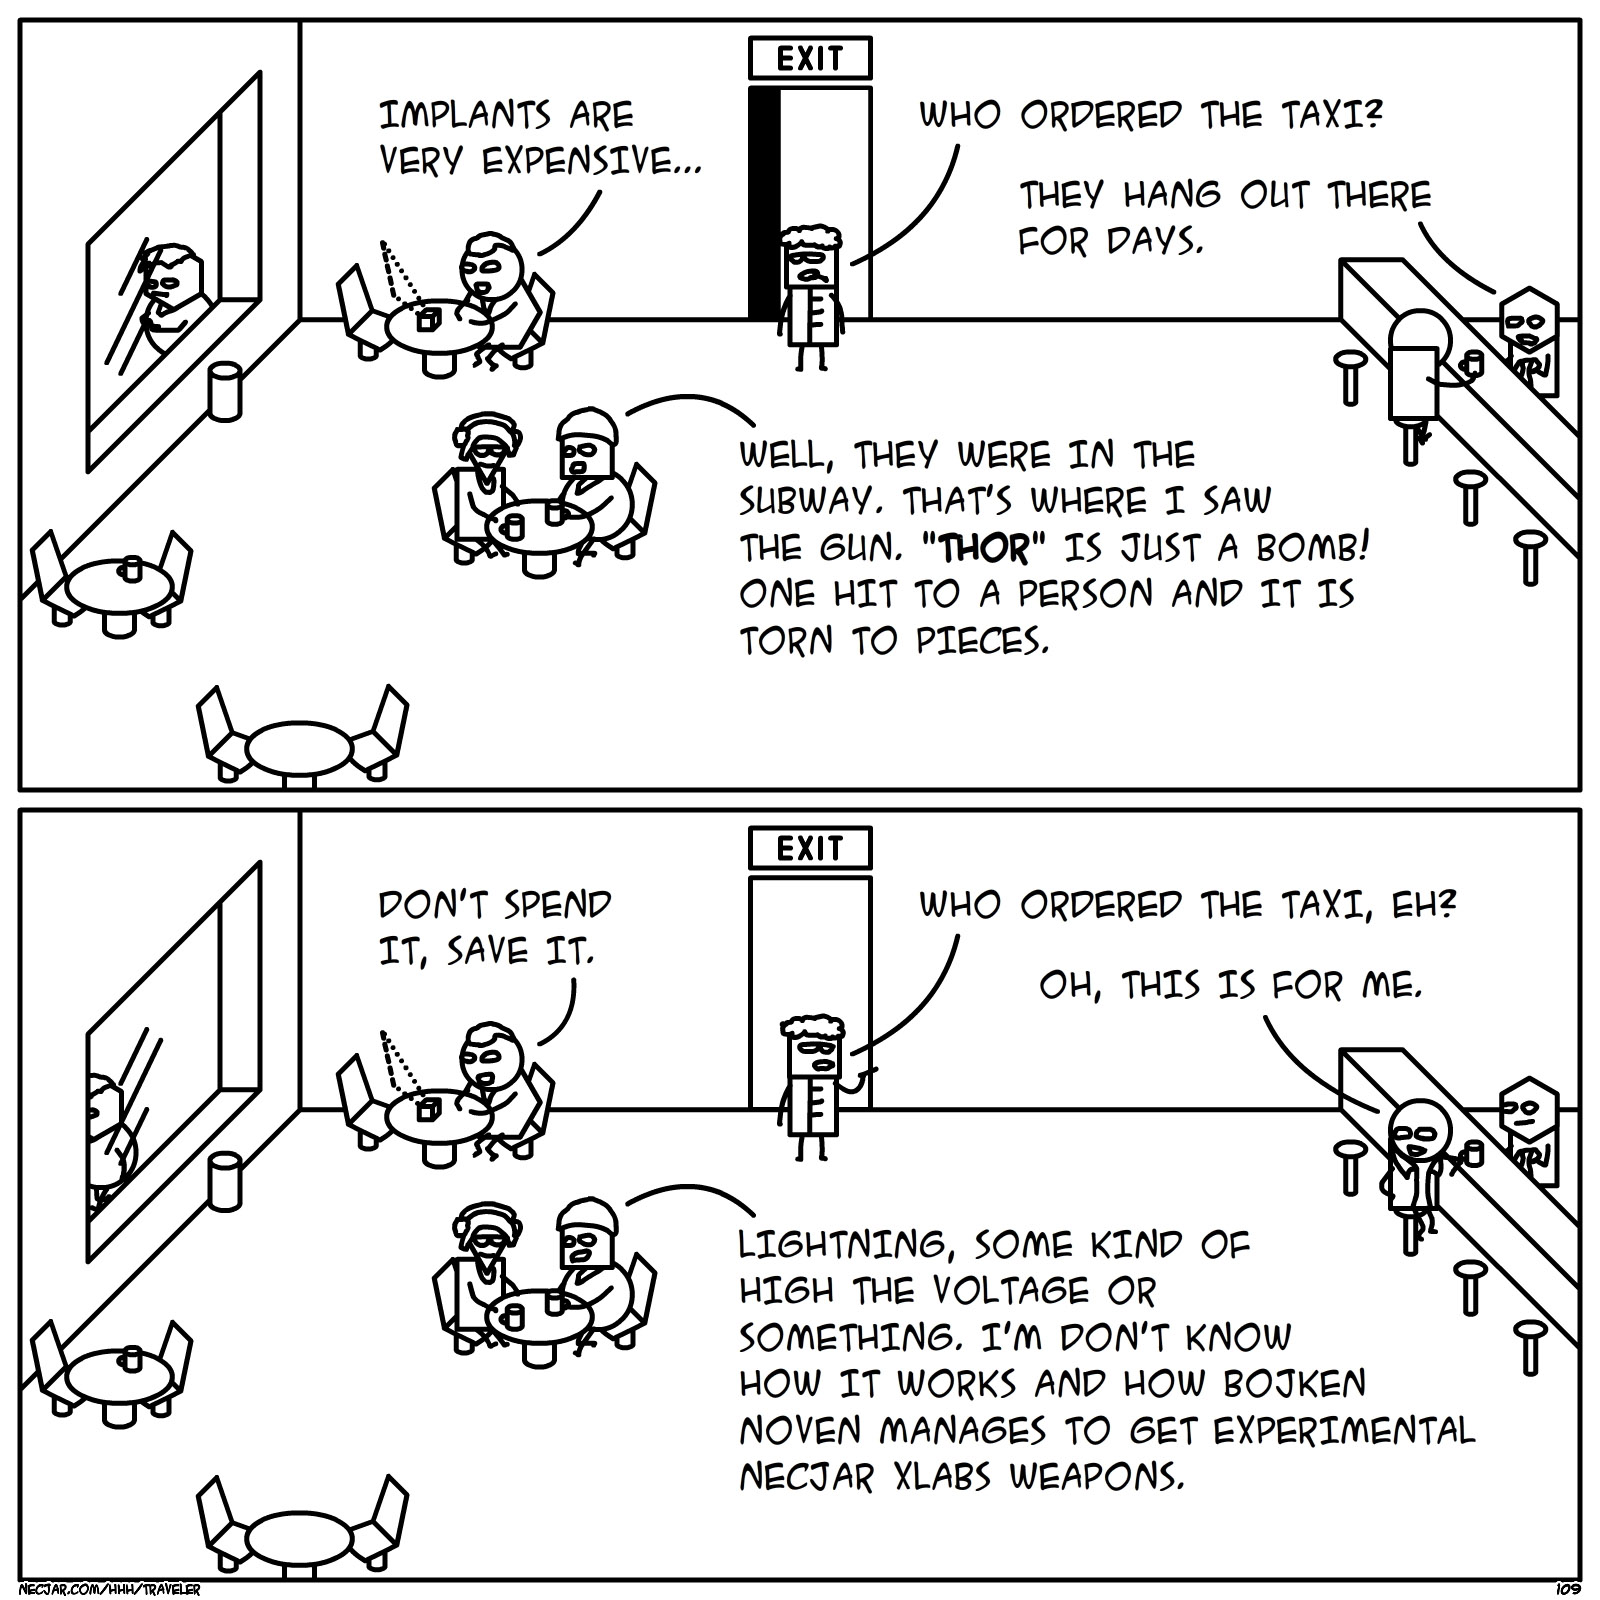 EXIT
IMPLANTS ARE
VERY EXPENSIVE...
WHO ORDERED THE TAXI?
THEY HANG OUT THERE
FOR DAYS.
WELL, THEY WERE IN THE
SUBWAY. THAT'S WHERE I SAW
THE GUN. "THOR" IS JUST A BOMB!
ONE HIT TO A PERSON AND IT IS
TORN TO PIECES.
EXIT
DON'T SPEND
IT, SAVE IT.
WHO ORDERED THE TAXI, EH?
OH, THIS IS FOR ME.
LIGHTNING, SOME KIND OF
HIGH THE VOLTAGE OR
SOMETHING. I'M DON'T KNOW
HOW IT WORKS AND HOW BOJKEN
NOVEN MANAGES TO GET EXPERIMENTAL
NECJAR XLABS WEAPONS.
NECJAR.COM/HHH/TRAVELER
109